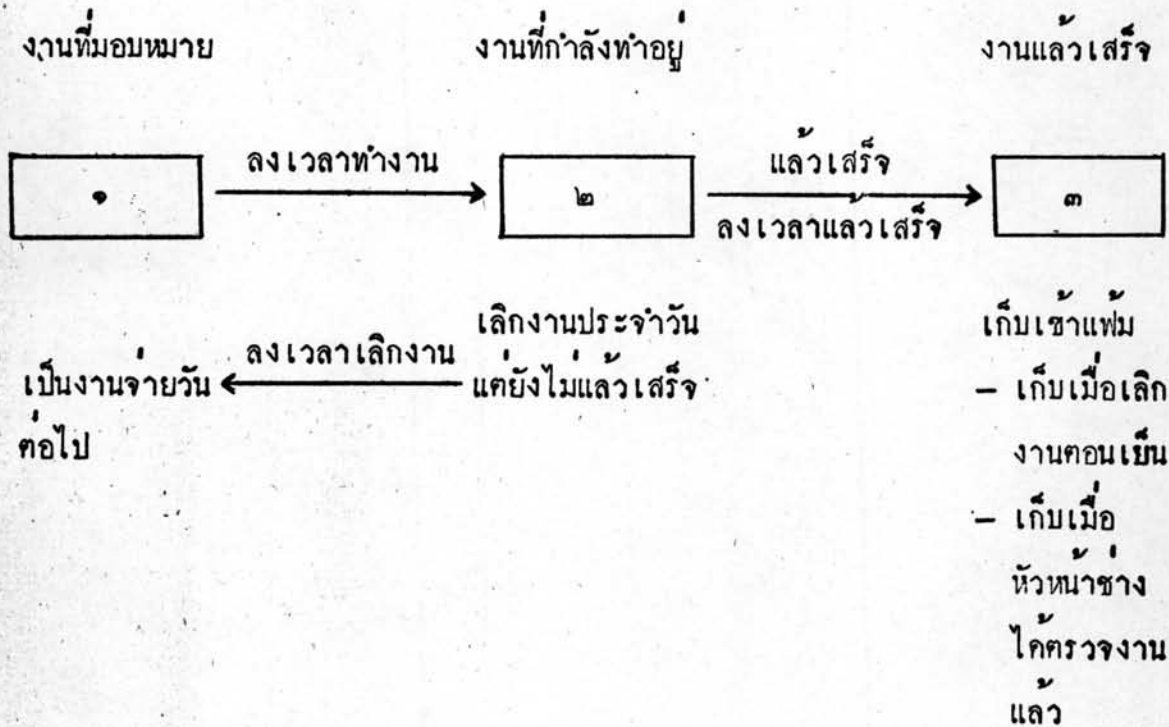 งานที่มอบหมาย งานที่กำลังทำอยู่ งานแล้วเสร็จ
ลงเวลาทำงาน แล้วเสร็จ
๑ ๒ ๓
ลงเวลาแล้วเสร็จ
เลิกงานประจำวัน เก็บเข้าแฟ้ม
ลงเวลาเลิกงาน
เป็นงานจ่ายวัน แต่ยังไม่แล้วเสร็จ – เก็บเมื่อเลิก
ต่อไป งานตอนเย็น
– เก็บเมื่อ
หัวหน้าช่าง
ได้ตรวจงาน
แล้ว